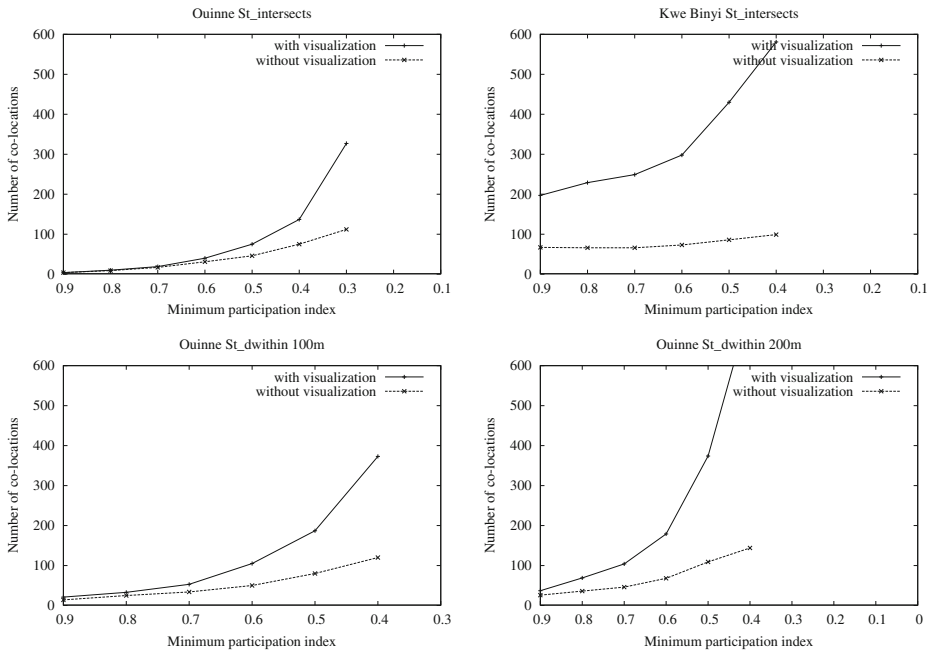 Ouinne St_intersects
with visualization
without visualization
Number of co-locations
600
500
400
300
200
100
0
0.9 0.8 0.7 0.6 0.5 0.4 0.3 0.2 0.1
Minimum participation index
Kwe Binyi St_intersects
with visualization
without visualization
Number of co-locations
600
500
400
300
200
100
0
0.9 0.8 0.7 0.6 0.5 0.4 0.3 0.2 0.1
Minimum participation index
Ouinne St_dwithin 100m
with visualization
without visualization
Number of co-locations
600
500
400
300
200
100
0
0.9 0.8 0.7 0.6 0.5 0.4 0.3
Minimum participation index
Ouinne St_dwithin 200m
with visualization
without visualization
Number of co-locations
600
500
400
300
200
100
0
0.9 0.8 0.7 0.6 0.5 0.4 0.3 0.2 0.1 0
Minimum participation index